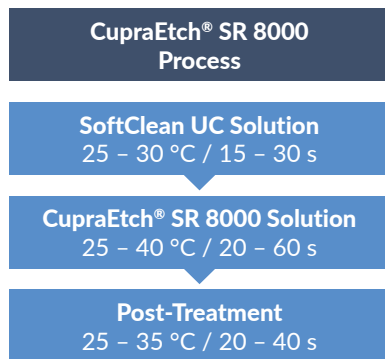 CupraEtch® SR 8000
Process
SoftClean UC Solution
25 – 30 °C / 15 – 30 s
CupraEtch® SR 8000 Solution
25 – 40 °C / 20 – 60 s
Post-Treatment
25 – 35 °C / 20 – 40 s